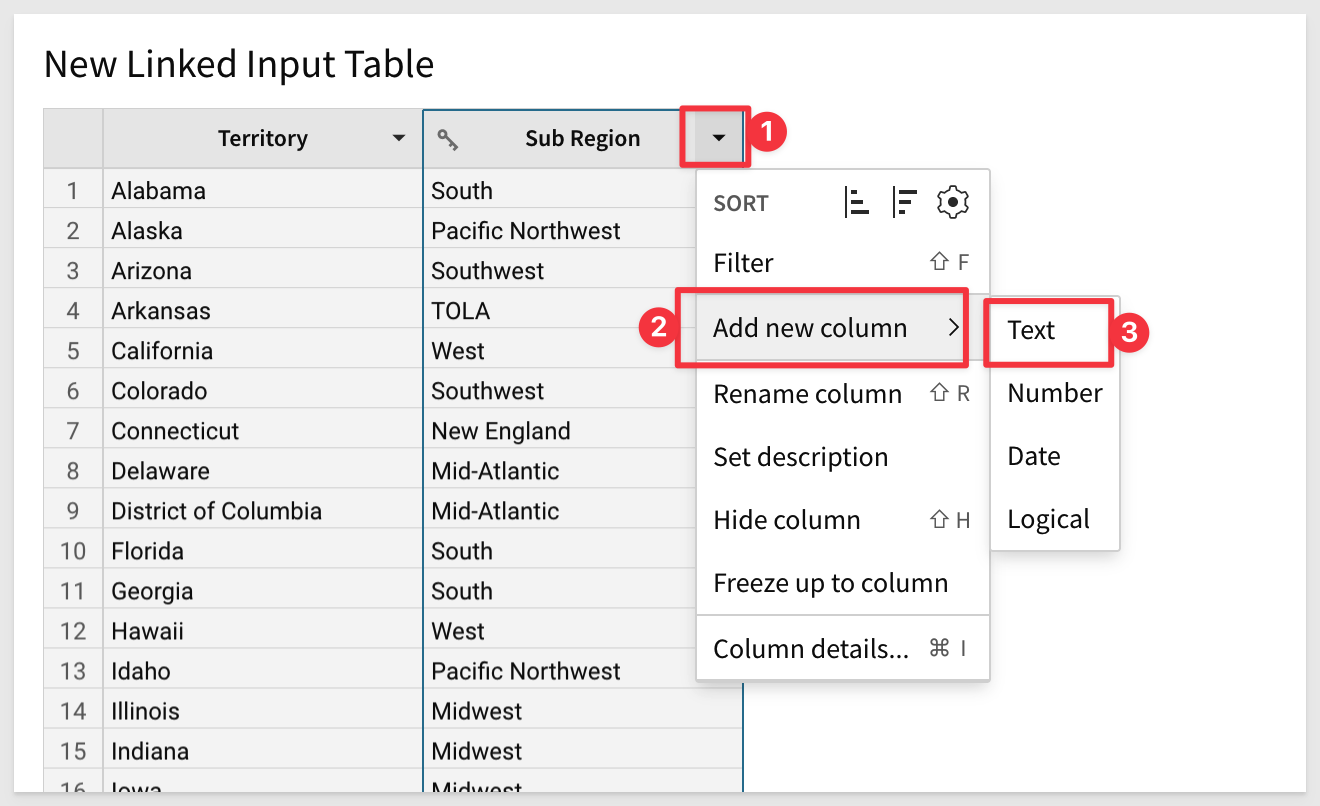 New Linked Input Table
Territory Sub Region 1
1 Alabama South
2 Alaska Pacific Northwest
3 Arizona Southwest
4 Arkansas TOLA
5 California West
6 Colorado Southwest
7 Connecticut New England
8 Delaware Mid-Atlantic
9 District of Columbia Mid-Atlantic
10 Florida South
11 Georgia South
12 Hawaii West
13 Idaho Pacific Northwest
14 Illinois Midwest
15 Indiana Midwest
16 Iowa Midwest
SORT
Filter ⇧ F
2 Add new column >
Rename column ⇧ R
Set description
Hide column ⇧ H
Freeze up to column
Column details... ⌘ I
Text 3
Number
Date
Logical